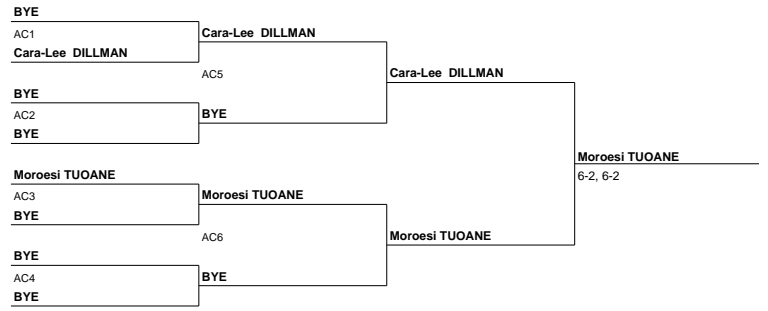 BYE
AC1
Cara-Lee DILLMAN
Cara-Lee DILLMAN
AC5
Cara-Lee DILLMAN
BYE
AC2
BYE
BYE
Moroesi TUOANE
6-2, 6-2
Moroesi TUOANE
AC3
BYE
Moroesi TUOANE
AC6
Moroesi TUOANE
BYE
AC4
BYE
BYE